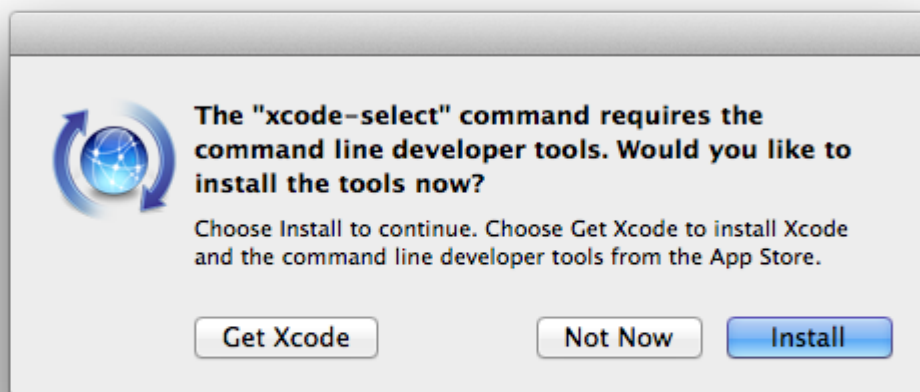 The "xcode-select" command requires the
command line developer tools. Would you like to
install the tools now?
Choose Install to continue. Choose Get Xcode to install Xcode
and the command line developer tools from the App Store.
Get Xcode Not Now Install